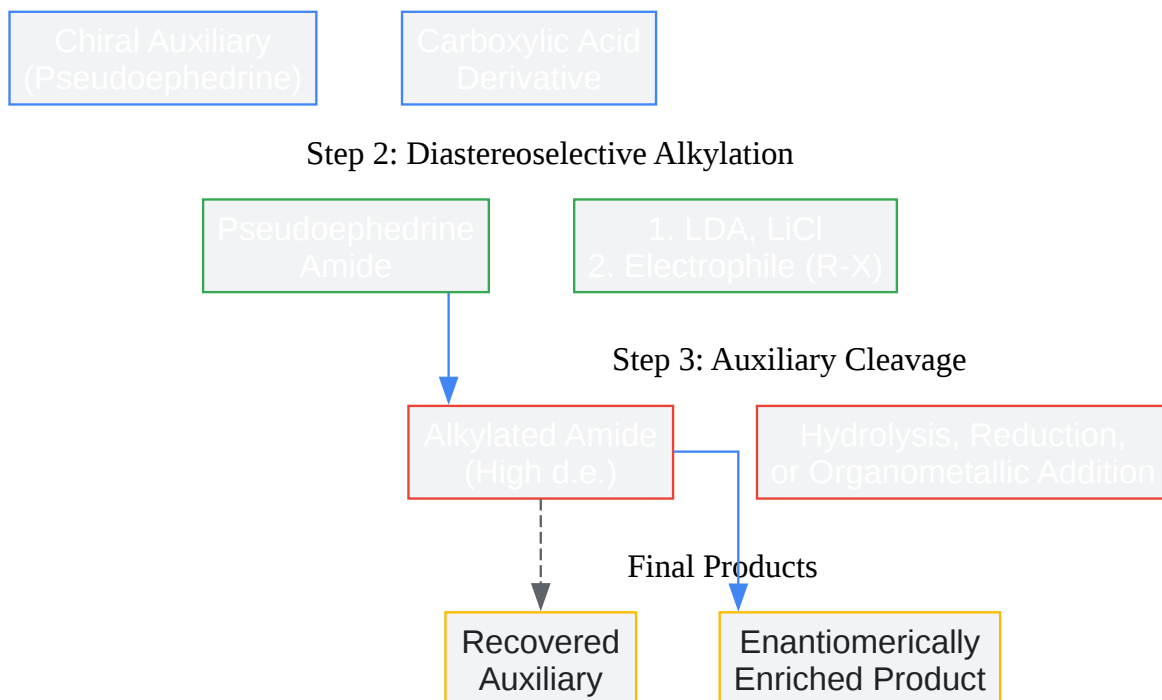 Chiral Auxiliary
(Pseudoephedrine)
Carboxylic Acid
Derivative
Step 2: Diastereoselective Alkylation
Pseudoephedrine
Amide
1. LDA, LiCl
2. Electrophile (R-X)
Step 3: Auxiliary Cleavage
Alkylated Amide
(High d.e.)
Hydrolysis, Reduction,
or Organometallic Addition
Final Products
Recovered
Auxiliary
Enantiomerically
Enriched Product